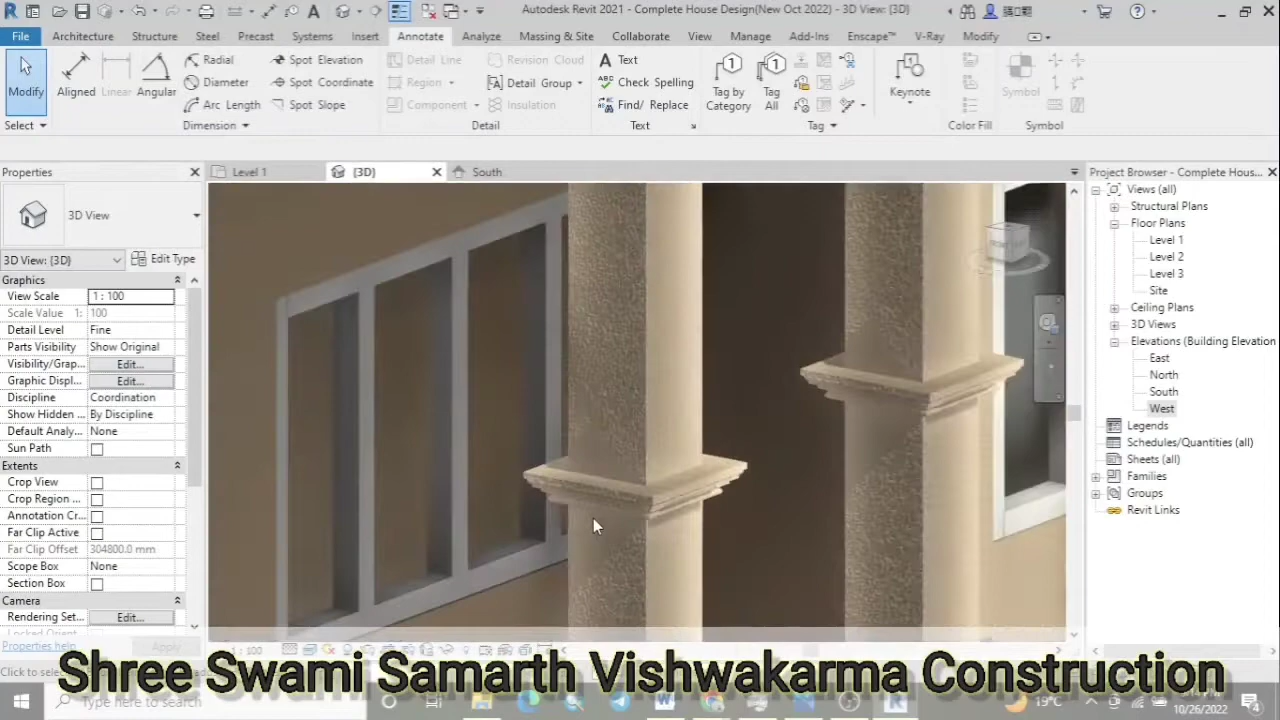 Autodesk Revit 2021 - Complete House Design(New Oct 2022) - 3D View: {3D}
File Architecture Structure Steel Precast Systems Insert Annotate Analyze Massing & Site Collaborate View Manage Add-Ins Enscape™ V-Ray Modify
Modify
Select
Aligned Linear Angular
Radial
Diameter
Arc Length
Spot Elevation
Spot Coordinate
Spot Slope
Dimension
Detail Line
Region
Component
Revision Cloud
Detail Group
Insulation
Detail
Text
Check Spelling
Find/ Replace
Text
Tag by Category
Tag All
Tag
Keynote
Color Fill
Symbol
Symbol
Level 1 {3D} South
Properties
3D View
3D View: {3D} Edit Type
Graphics
View Scale 1 : 100
Scale Value 1: 100
Detail Level Fine
Parts Visibility Show Original
Visibility/Grap... Edit...
Graphic Displ... Edit...
Discipline Coordination
Show Hidden ... By Discipline
Default Analy... None
Sun Path
Extents
Crop View
Crop Region ...
Annotation Cr...
Far Clip Active
Far Clip Offset 304800.0 mm
Scope Box None
Section Box
Camera
Rendering Set... Edit...
Locked Orient
Properties help Apply
Project Browser - Complete Hous...
Views (all)
Structural Plans
Floor Plans
Level 1
Level 2
Level 3
Site
Ceiling Plans
3D Views
Elevations (Building Elevation
East
North
South
West
Legends
Schedules/Quantities (all)
Sheets (all)
Families
Groups
Revit Links
: 100
Shree Swami Samarth Vishwakarma Construction
Type here to search
19°C
10/26/2022